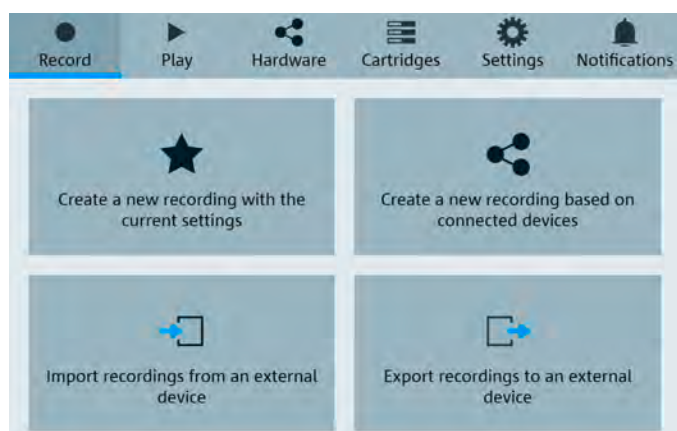 Record Play Hardware Cartridges Settings Notifications
Create a new recording with the
current settings
Create a new recording based on
connected devices
Import recordings from an external
device
Export recordings to an external
device